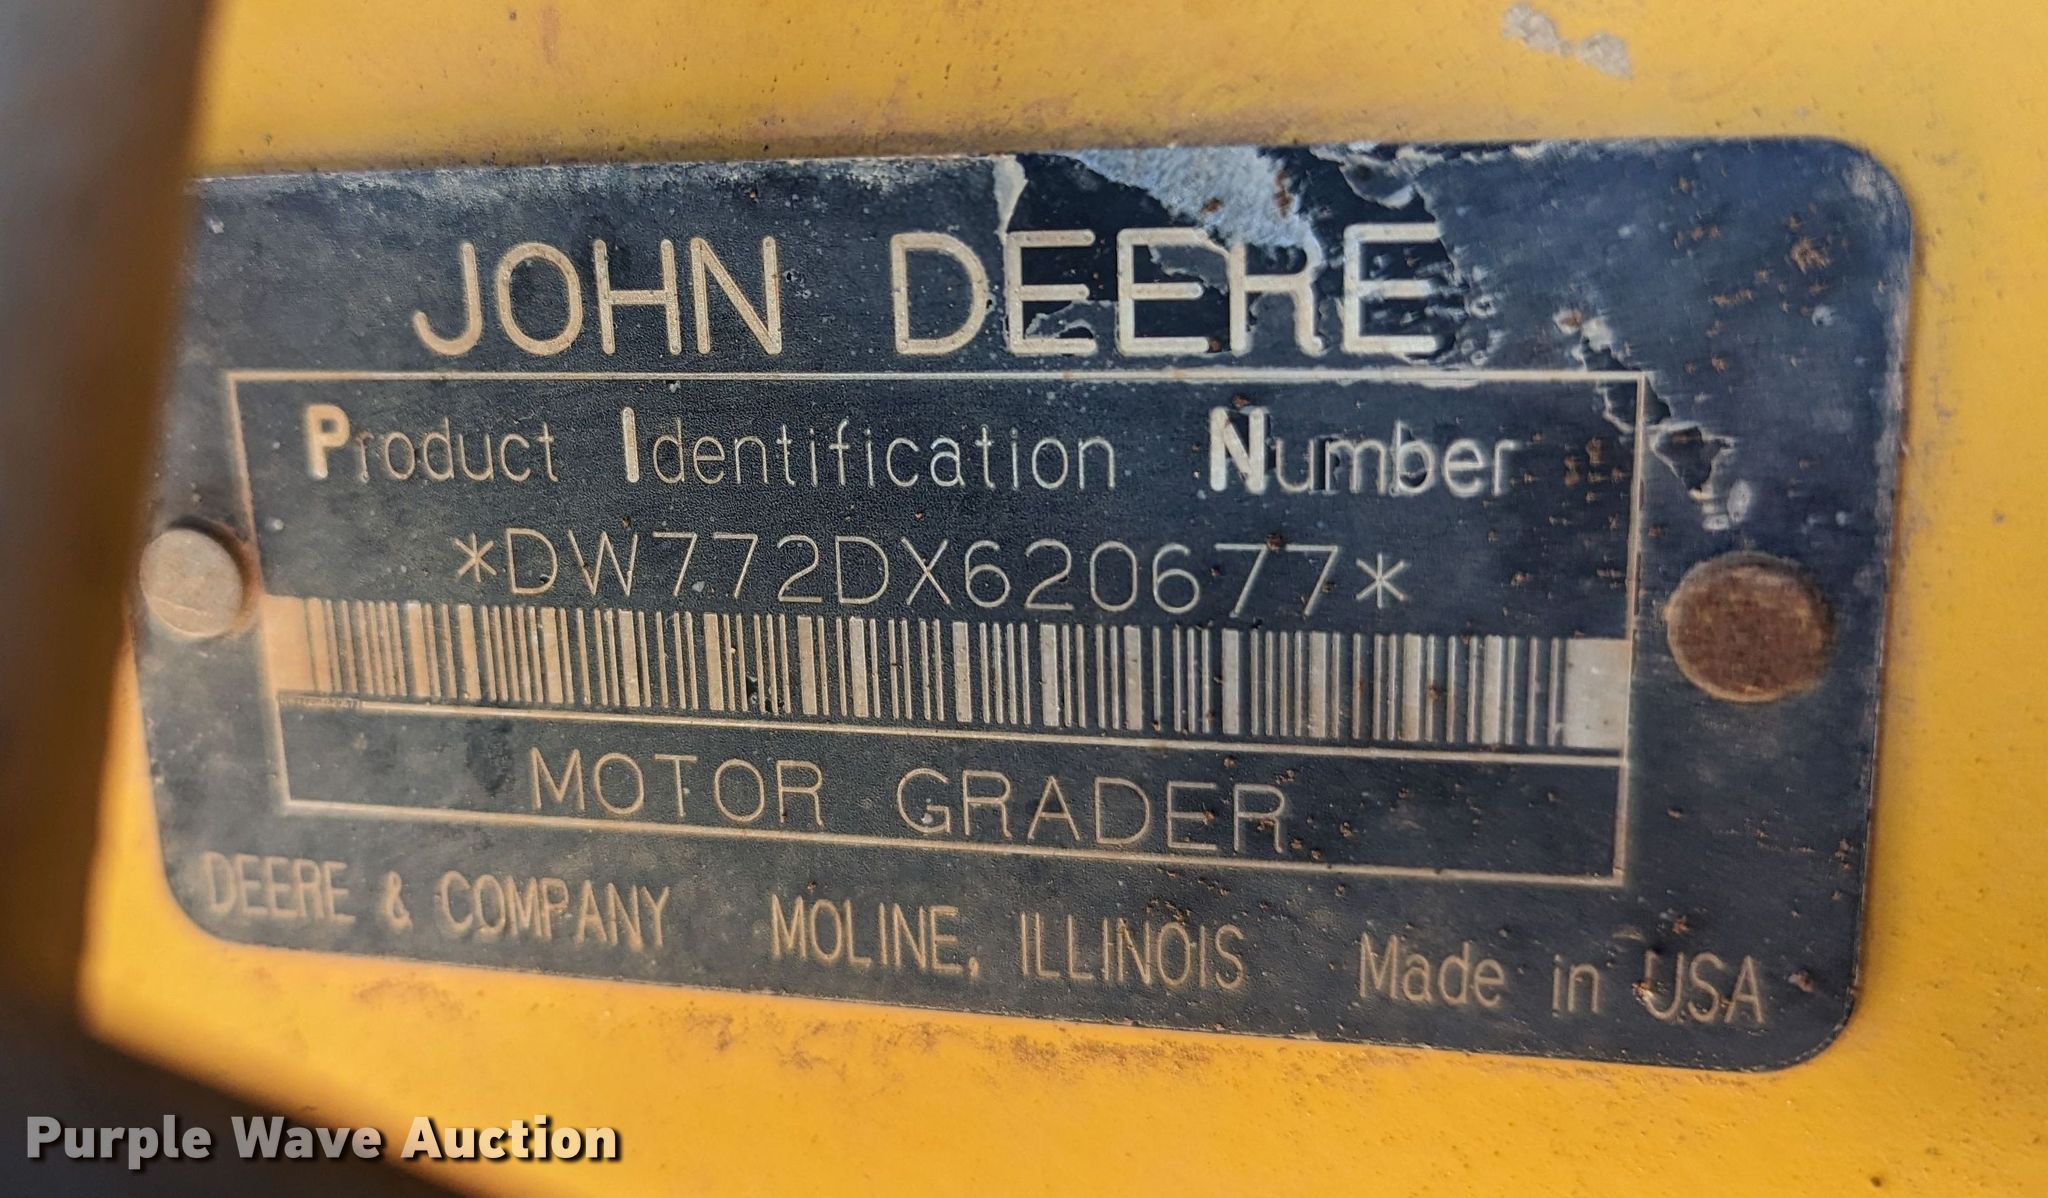 JOHN DEERE
Product Identification Number
*DW772DX620677*
MOTOR GRADER
DEERE & COMPANY MOLINE, ILLINOIS Made in USA
Purple Wave Auction